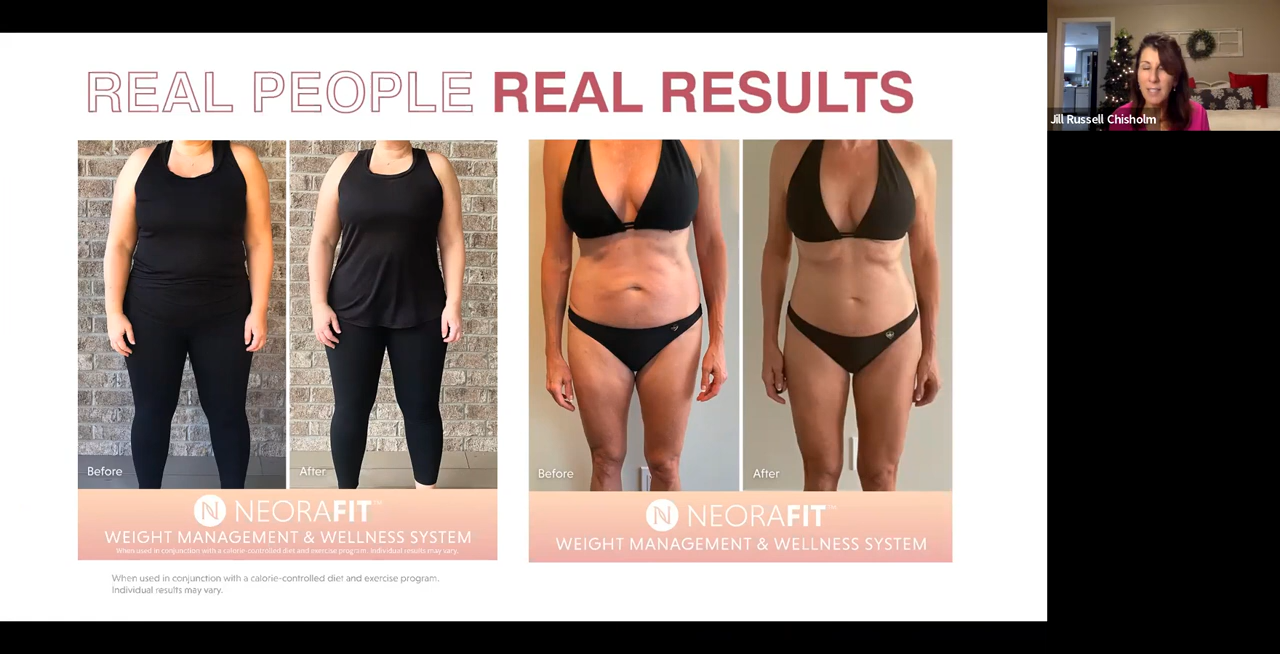 REAL PEOPLE REAL RESULTS
Jill Russell Chisholm
Before
After
N NEORAFIT™
WEIGHT MANAGEMENT & WELLNESS SYSTEM
When used in conjunction with a calorie-controlled diet and exercise program. Individual results may vary.
Before
After
N NEORAFIT™
WEIGHT MANAGEMENT & WELLNESS SYSTEM
When used in conjunction with a calorie-controlled diet and exercise program.
Individual results may vary.